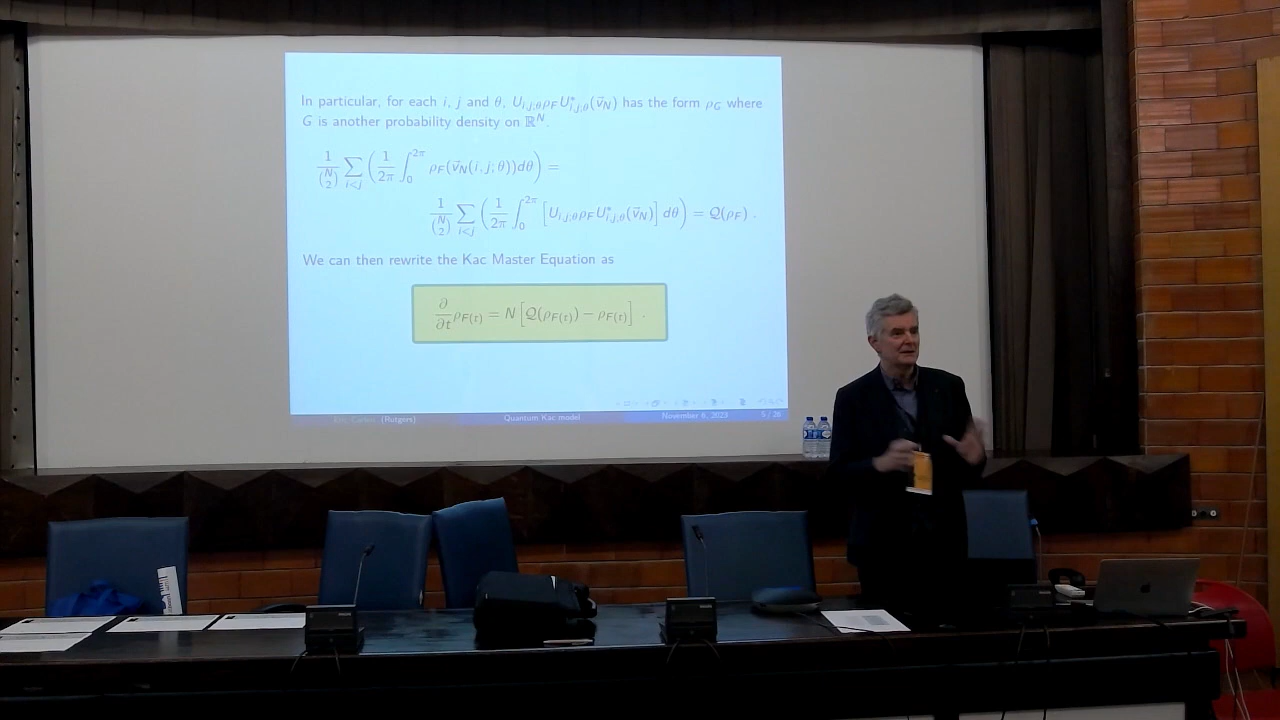 In particular, for each i, j and θ, U_{i,j;θ}ρ_F U*_{i,j;θ}(v⃗_N) has the form ρ_G where
G is another probability density on ℝ^N.
1/(N 2) ∑_{i<j} (1/2π ∫_0^{2π} ρ_F(v⃗_N(i,j;θ))dθ) =
1/(N 2) ∑_{i<j} (1/2π ∫_0^{2π} [U_{i,j;θ}ρ_F U*_{i,j;θ}(v⃗_N)] dθ) = 𝒬(ρ_F) .
We can then rewrite the Kac Master Equation as
∂/∂t ρ_{F(t)} = N [𝒬(ρ_{F(t)}) − ρ_{F(t)}] .
(Rutgers) Quantum Kac model November 6, 2023 5 / 26